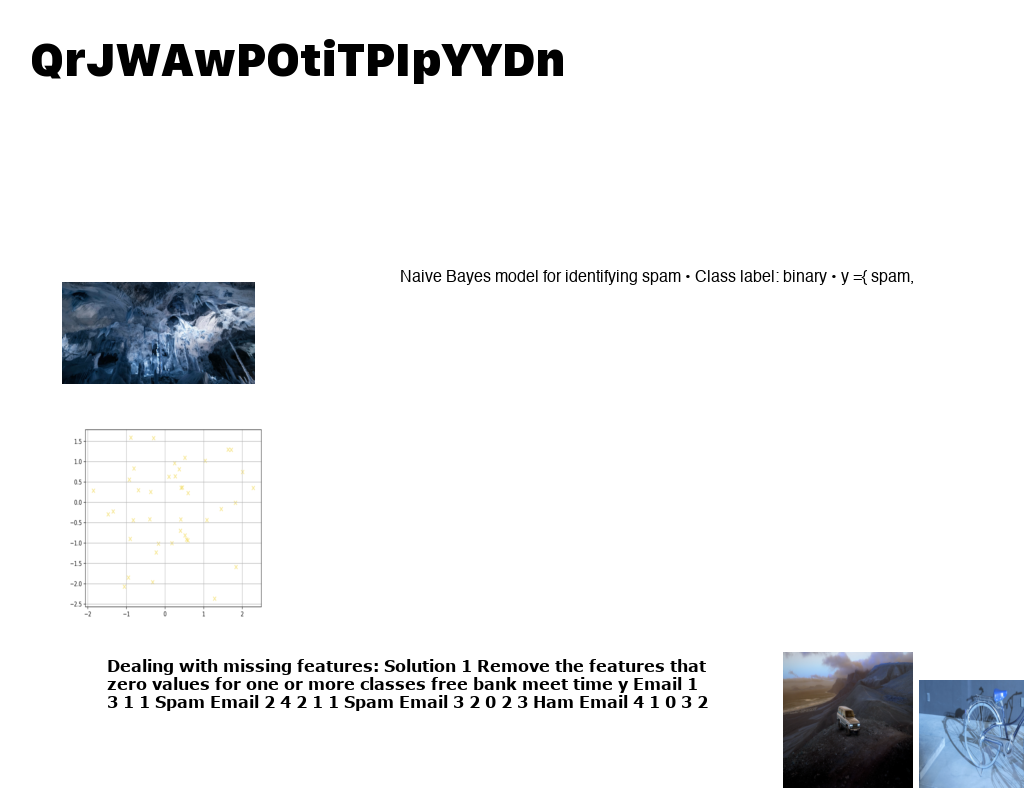 QrJWAwPOtiTPIpYYDn
Naive Bayes model for identifying spam • Class label: binary • y ={ spam,
1.5
1.0
0.5
0.0
−0.5
−1.0
−1.5
−2.0
−2.5
−2 −1 0 1 2
Dealing with missing features: Solution 1 Remove the features that
zero values for one or more classes free bank meet time y Email 1
3 1 1 Spam Email 2 4 2 1 1 Spam Email 3 2 0 2 3 Ham Email 4 1 0 3 2